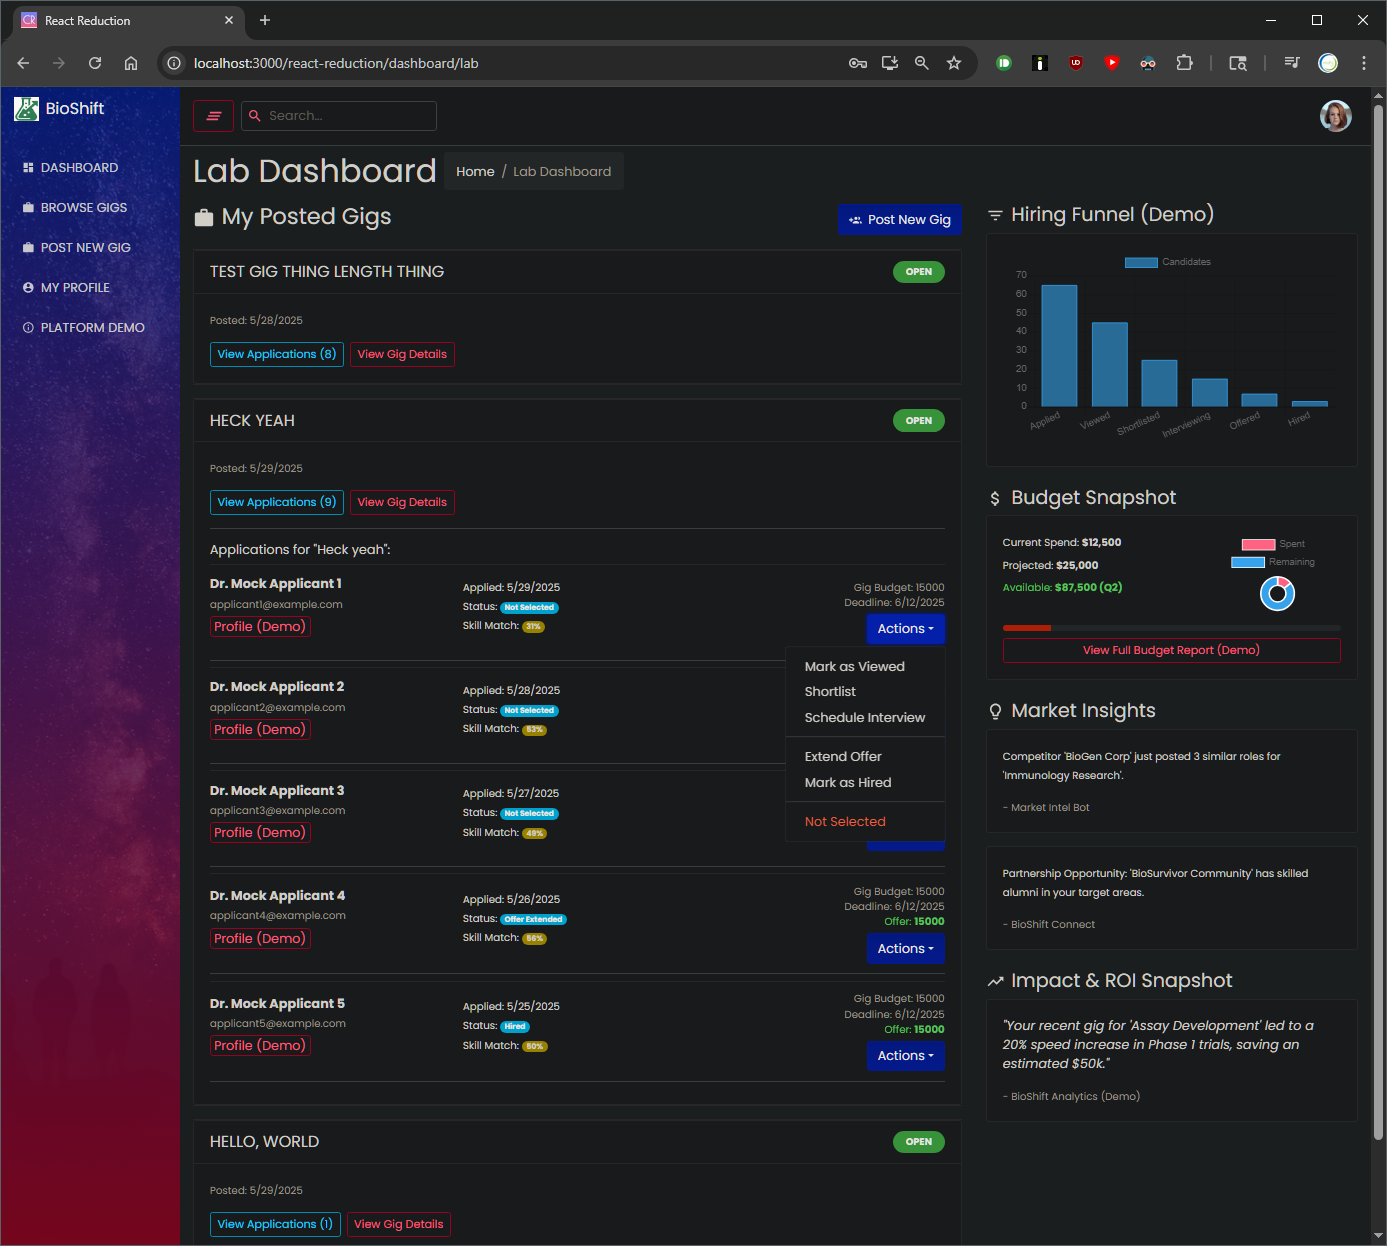 React Reduction
localhost:3000/react-reduction/dashboard/lab
BioShift
Search...
DASHBOARD
BROWSE GIGS
POST NEW GIG
MY PROFILE
PLATFORM DEMO
Lab Dashboard
Home / Lab Dashboard
My Posted Gigs
Post New Gig
TEST GIG THING LENGTH THING
OPEN
Posted: 5/28/2025
View Applications (8)
View Gig Details
HECK YEAH
OPEN
Posted: 5/29/2025
View Applications (9)
View Gig Details
Applications for "Heck yeah":
Dr. Mock Applicant 1
applicant1@example.com
Profile (Demo)
Applied: 5/29/2025
Status: Not Selected
Skill Match: 31%
Gig Budget: 15000
Deadline: 6/12/2025
Actions
Mark as Viewed
Shortlist
Schedule Interview
Extend Offer
Mark as Hired
Not Selected
Dr. Mock Applicant 2
applicant2@example.com
Profile (Demo)
Applied: 5/28/2025
Status: Not Selected
Skill Match: 53%
Dr. Mock Applicant 3
applicant3@example.com
Profile (Demo)
Applied: 5/27/2025
Status: Not Selected
Skill Match: 49%
Dr. Mock Applicant 4
applicant4@example.com
Profile (Demo)
Applied: 5/26/2025
Status: Offer Extended
Skill Match:
Gig Budget: 15000
Deadline: 6/12/2025
Offer: 15000
Actions
Dr. Mock Applicant 5
applicant5@example.com
Profile (Demo)
Applied: 5/25/2025
Status: Hired
Skill Match:
Gig Budget: 15000
Deadline: 6/12/2025
Offer: 15000
Actions
HELLO, WORLD
OPEN
Posted: 5/29/2025
View Applications (1)
View Gig Details
Hiring Funnel (Demo)
Candidates
70
60
50
40
30
20
10
0
Applied
Viewed
Shortlisted
Interviewing
Offered
Hired
Budget Snapshot
Current Spend: $12,500
Projected: $25,000
Available: $87,500 (Q2)
Spent
Remaining
View Full Budget Report (Demo)
Market Insights
Competitor 'BioGen Corp' just posted 3 similar roles for
'Immunology Research'.
- Market Intel Bot
Partnership Opportunity: 'BioSurvivor Community' has skilled
alumni in your target areas.
- BioShift Connect
Impact & ROI Snapshot
"Your recent gig for 'Assay Development' led to a
20% speed increase in Phase 1 trials, saving an
estimated $50k."
- BioShift Analytics (Demo)